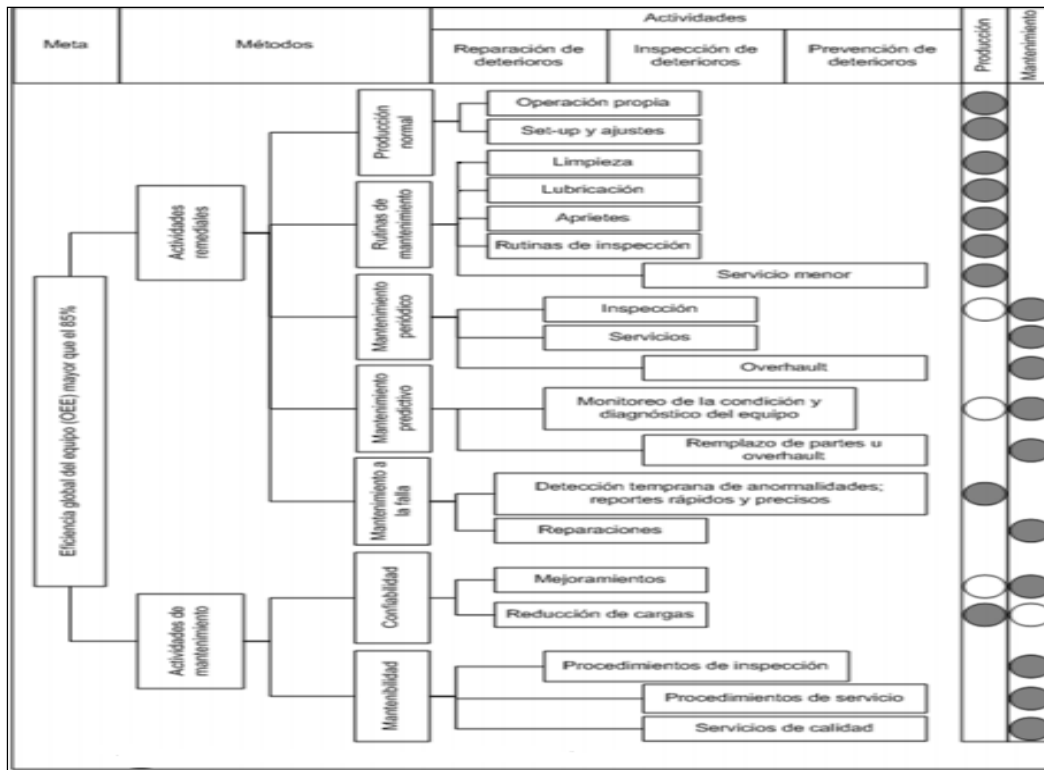 Meta
Métodos
Actividades
Reparación de
deterioros
Inspección de
deterioros
Prevención de
deterioros
Producción
Mantenimiento
Eficiencia global del equipo (OEE) mayor que el 85%
Actividades
remediales
Producción
normal
Operación propia
Set-up y ajustes
Rutinas de
mantenimiento
Limpieza
Lubricación
Aprietes
Rutinas de inspección
Servicio menor
Mantenimiento
periódico
Inspección
Servicios
Overhault
Mantenimiento
predictivo
Monitoreo de la condición y
diagnóstico del equipo
Remplazo de partes u
overhault
Mantenimiento a
la falla
Detección temprana de anormalidades;
reportes rápidos y precisos
Reparaciones
Actividades de
mantenimiento
Confiabilidad
Mejoramientos
Reducción de cargas
Mantenibilidad
Procedimientos de inspección
Procedimientos de servicio
Servicios de calidad